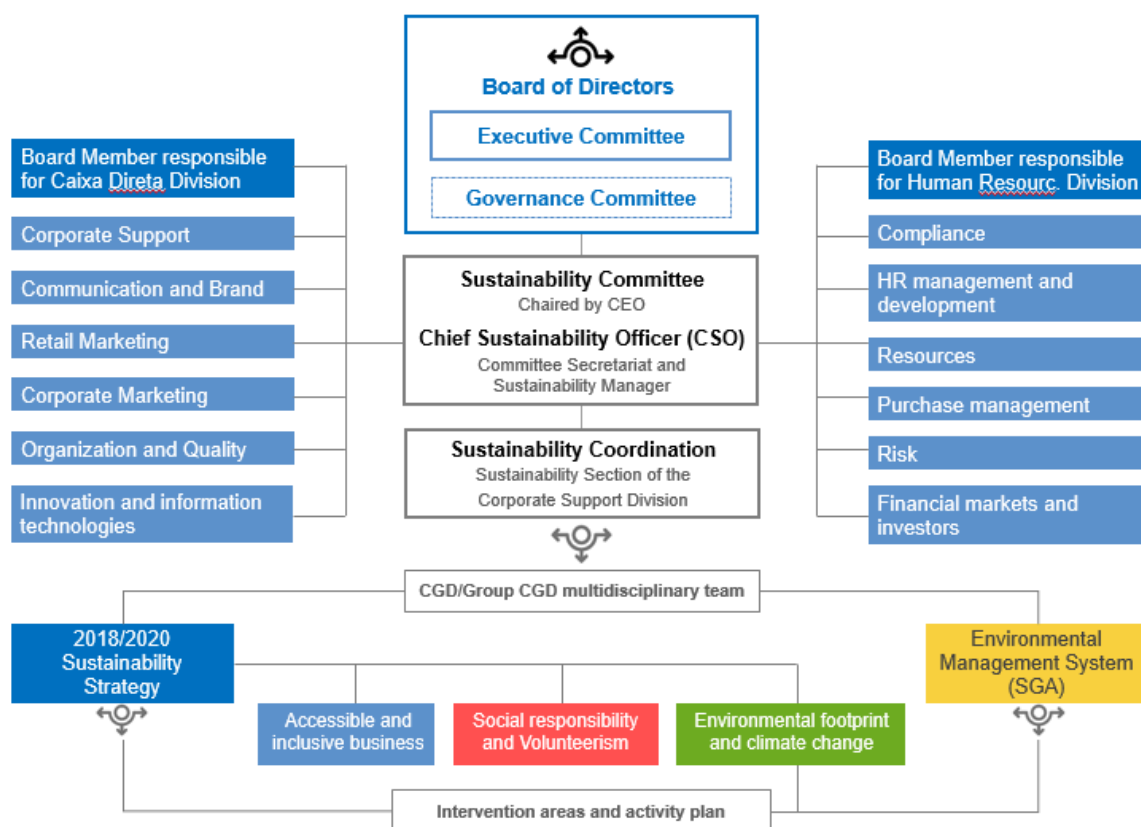 Board of Directors
Executive Committee
Governance Committee
Board Member responsible
for Caixa Direta Division
Corporate Support
Communication and Brand
Retail Marketing
Corporate Marketing
Organization and Quality
Innovation and information
technologies
Sustainability Committee
Chaired by CEO
Chief Sustainability Officer (CSO)
Committee Secretariat and
Sustainability Manager
Sustainability Coordination
Sustainability Section of the
Corporate Support Division
Board Member responsible
for Human Resourc. Division
Compliance
HR management and
development
Resources
Purchase management
Risk
Financial markets and
investors
CGD/Group CGD multidisciplinary team
2018/2020
Sustainability
Strategy
Environmental
Management System
(SGA)
Accessible and
inclusive business
Social responsibility
and Volunteerism
Environmental footprint
and climate change
Intervention areas and activity plan